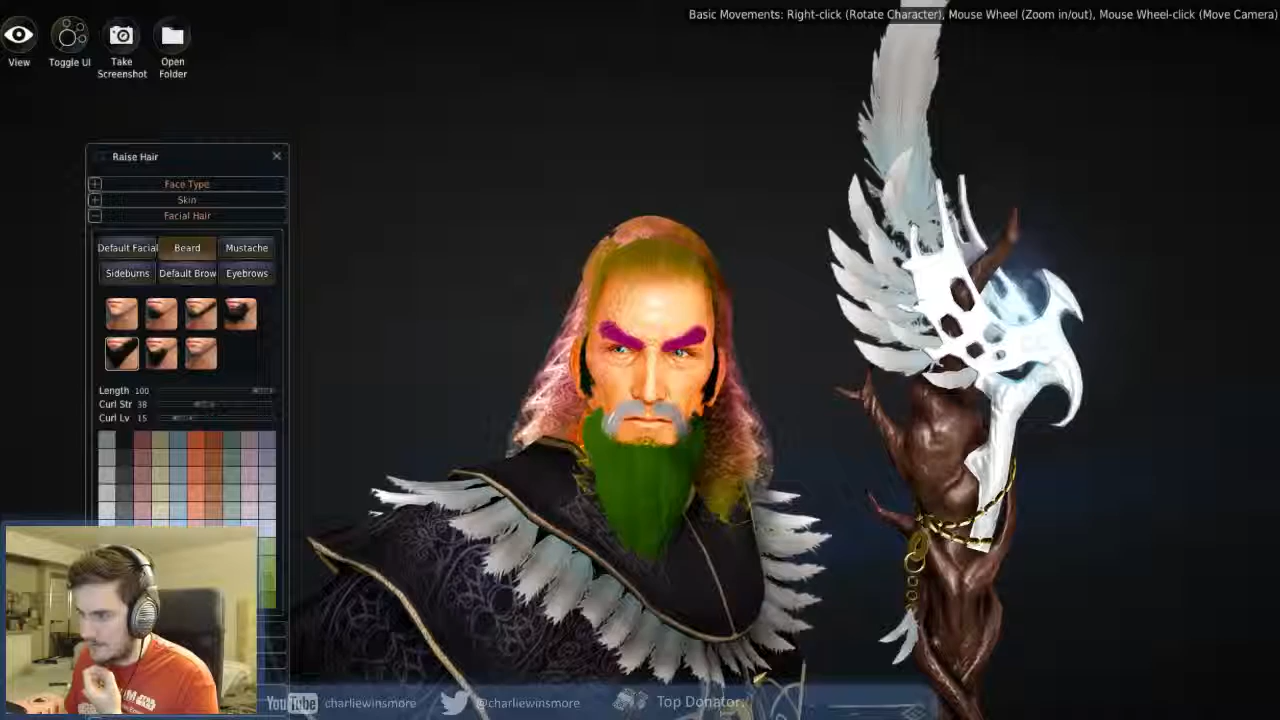 Basic Movements: Right-click (Rotate Character), Mouse Wheel (Zoom in/out), Mouse Wheel-click (Move Camera)
View
Toggle UI
Take Screenshot
Open Folder
Raise Hair
Face Type
Skin
Facial Hair
Default Facial Beard Mustache
Sideburns Default Brow Eyebrows
Length 100
Curl Str 38
Curl Lv 15
YouTube charliewinsmore
@charliewinsmore
Top Donator: